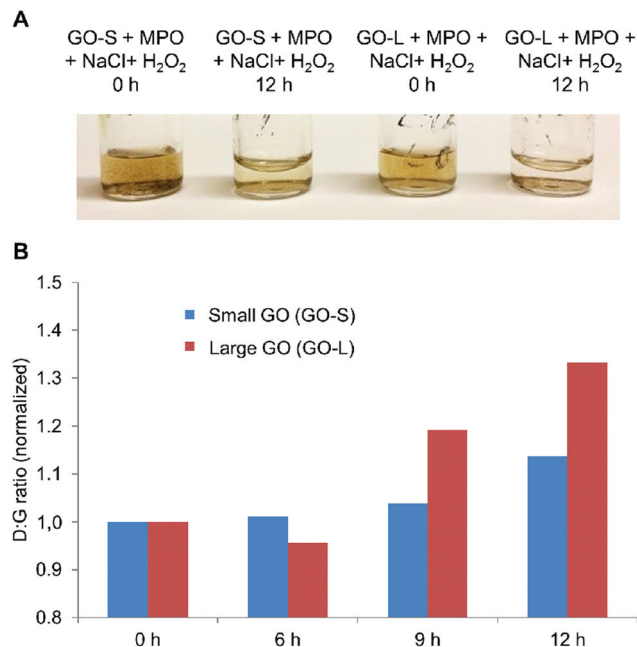 A
GO-S + MPO
+ NaCl+ H₂O₂
0 h
GO-S + MPO
+ NaCl+ H₂O₂
12 h
GO-L + MPO +
NaCl+ H₂O₂
0 h
GO-L + MPO +
NaCl+ H₂O₂
12 h
B
D:G ratio (normalized)
1.5
1.4
1.3
1.2
1.1
1,0
0.9
0.8
Small GO (GO-S)
Large GO (GO-L)
0 h
6 h
9 h
12 h